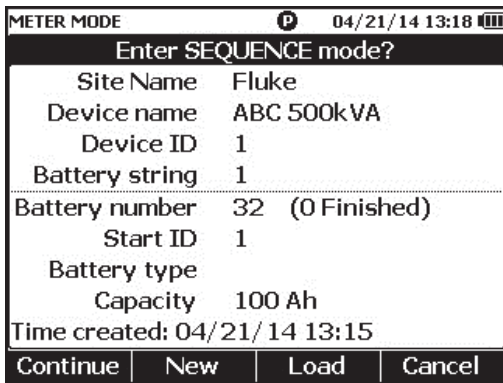 METER MODE P 04/21/14 13:18
Enter SEQUENCE mode?
Site Name Fluke
Device name ABC 500kVA
Device ID 1
Battery string 1
Battery number 32 (0 Finished)
Start ID 1
Battery type
Capacity 100 Ah
Time created: 04/21/14 13:15
Continue New Load Cancel